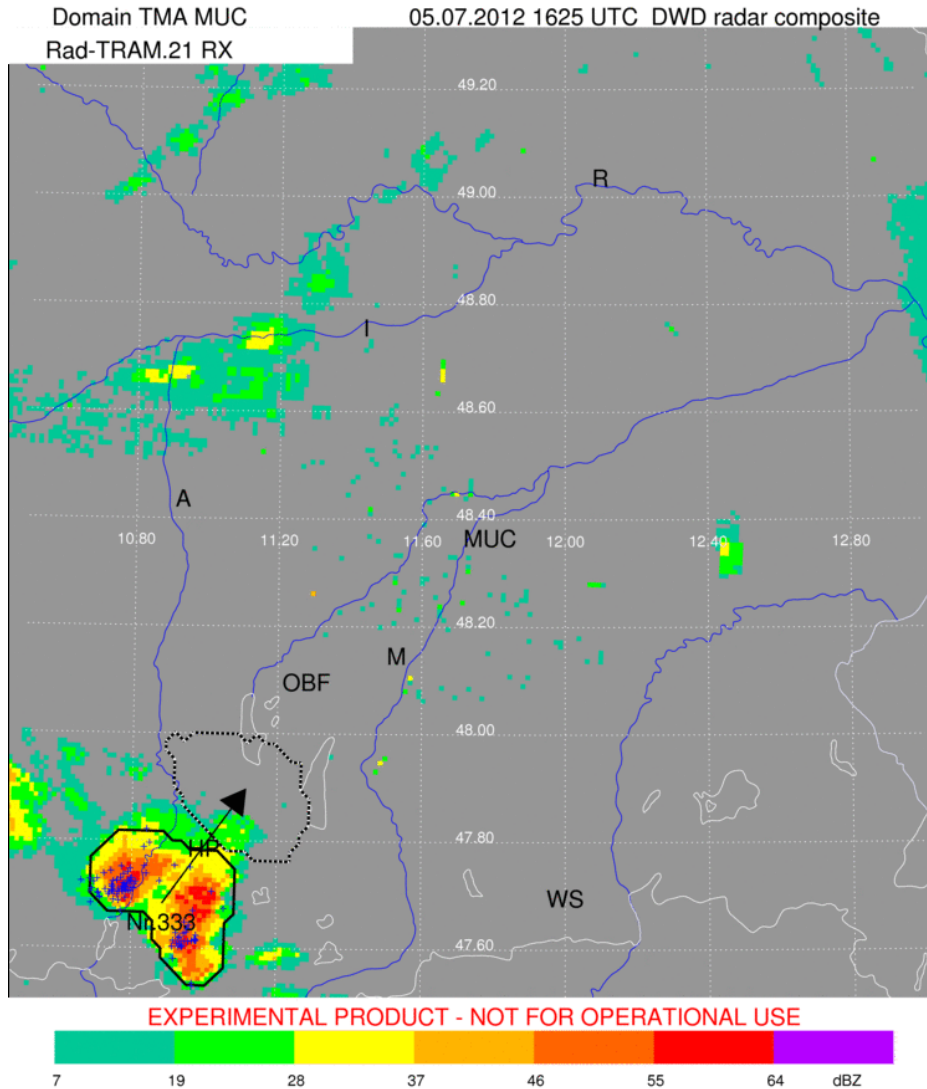 Domain TMA MUC 05.07.2012 1625 UTC DWD radar composite
Rad-TRAM.21 RX
49.20
R
49.00
48.80
I
48.60
A
48.40
10.80 11.20 11.60 MUC 12.00 12.40 12.80
48.20
M
OBF
48.00
47.80
HP
WS
Nr.333
47.60
EXPERIMENTAL PRODUCT - NOT FOR OPERATIONAL USE
7 19 28 37 46 55 64 dBZ